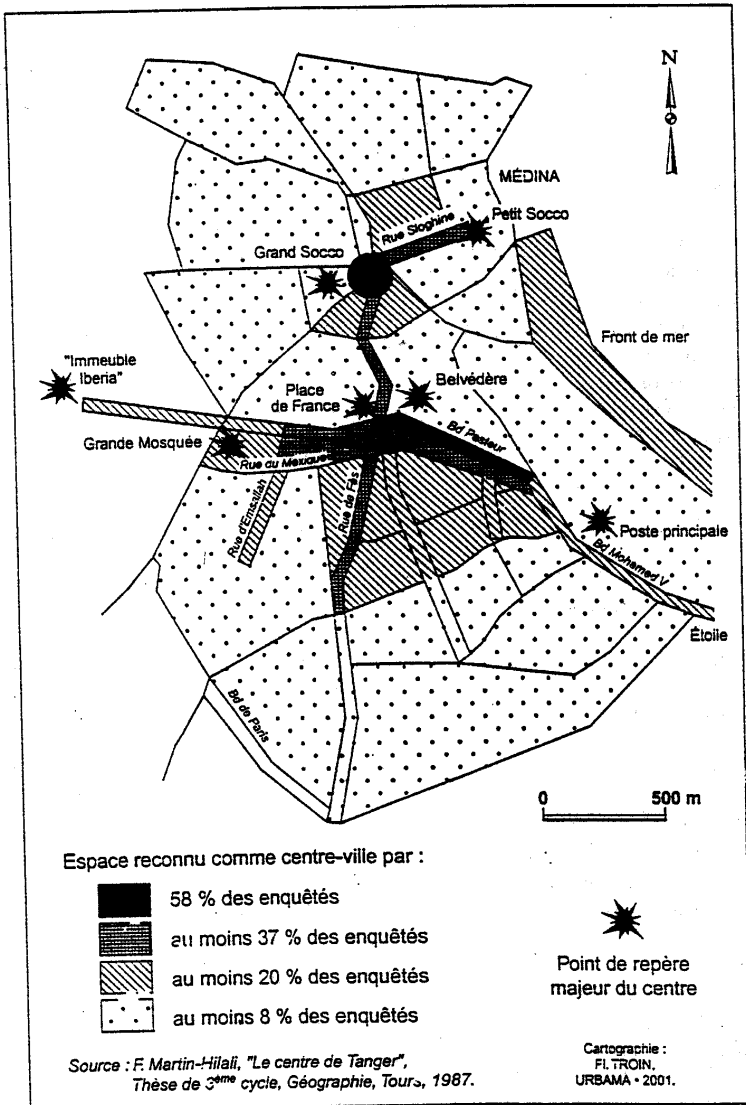 N
MÉDINA
Petit Socco
Rue Sioghine
Grand Socco
Front de mer
"Immeuble
Iberia"
Place
de France
Belvédère
Bd Pasteur
Grande Mosquée
Rue du Mexique
Rue de Fès
Rue d'Emsallah
Poste principale
Bd Mohamed V
Étoile
Bd de Paris
0 500 m
Espace reconnu comme centre-ville par :
58 % des enquêtés
au moins 37 % des enquêtés
au moins 20 % des enquêtés
au moins 8 % des enquêtés
Point de repère
majeur du centre
Source : F. Martin-Hilali, "Le centre de Tanger",
Thèse de 3ème cycle, Géographie, Tours, 1987.
Cartographie :
Fl. TROIN,
URBAMA • 2001.